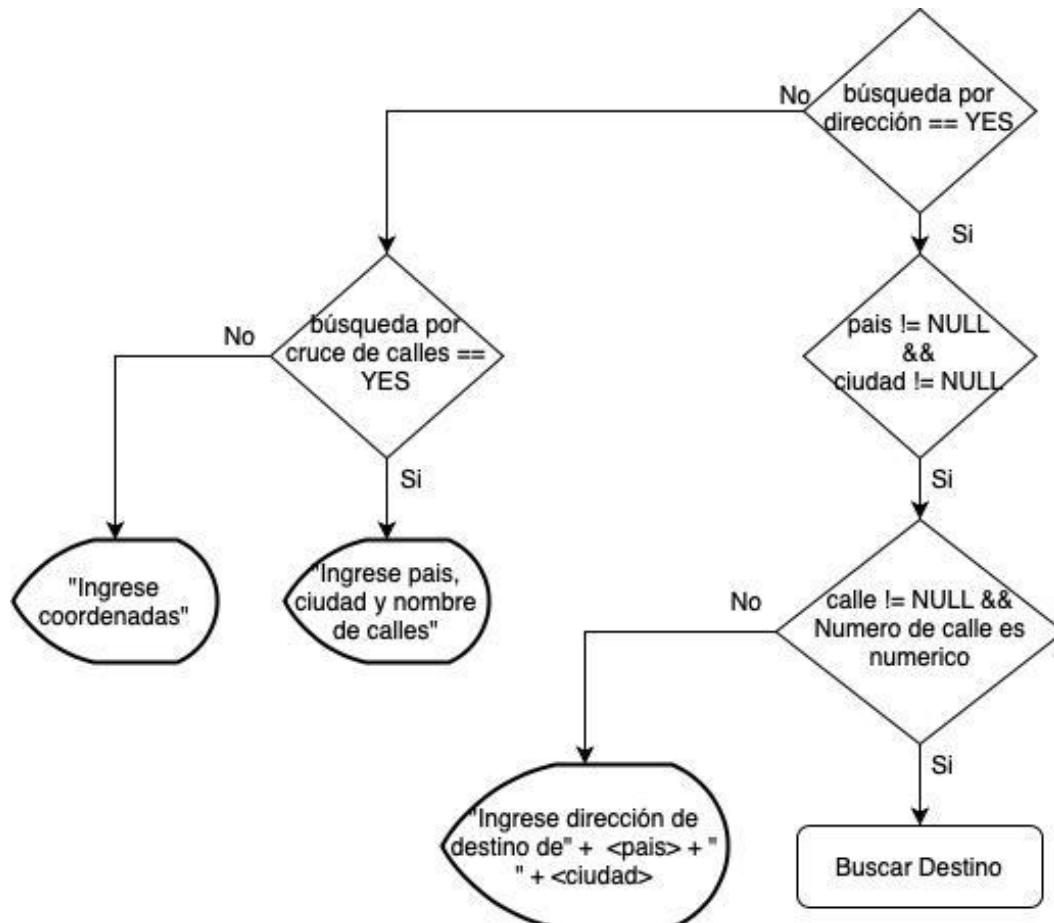 No
búsqueda por
dirección == YES
Si
No
búsqueda por
cruce de calles ==
YES
pais != NULL
&&
ciudad != NULL
Si
Si
"Ingrese
coordenadas"
"Ingrese pais,
ciudad y nombre
de calles"
No
calle != NULL &&
Numero de calle es
numerico
Si
"Ingrese dirección de
destino de" + <pais> + "
" + <ciudad>
Buscar Destino